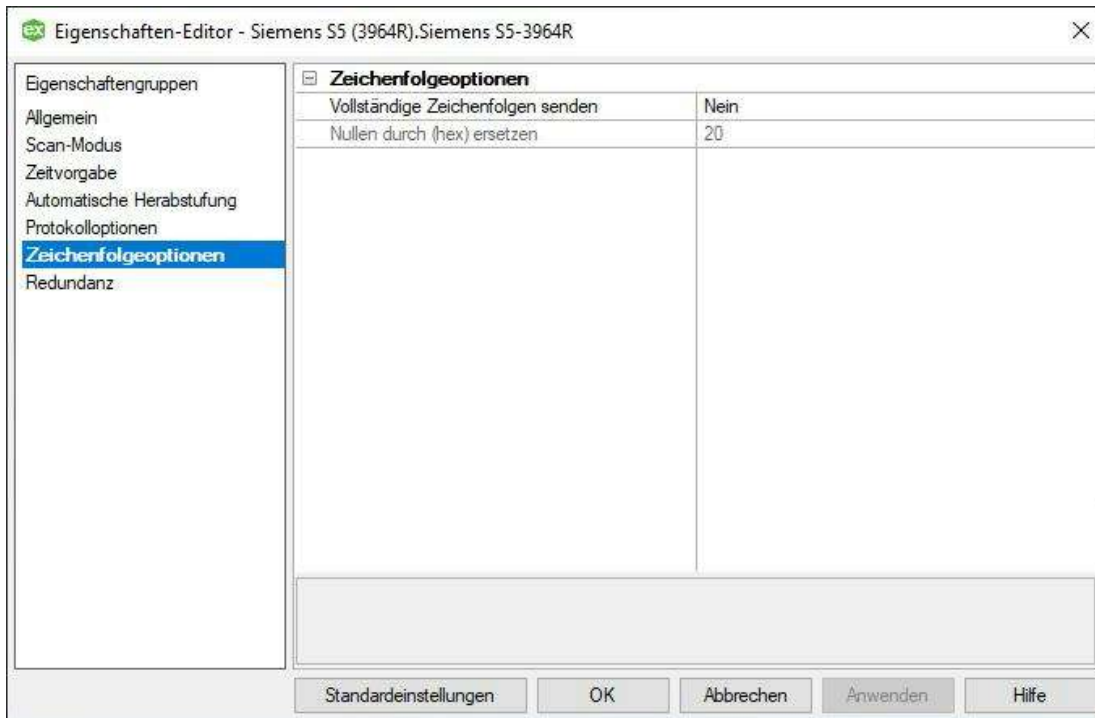 ex Eigenschaften-Editor - Siemens S5 (3964R).Siemens S5-3964R
Eigenschaftengruppen
Allgemein
Scan-Modus
Zeitvorgabe
Automatische Herabstufung
Protokolloptionen
Zeichenfolgeoptionen
Redundanz
Zeichenfolgeoptionen
Vollständige Zeichenfolgen senden Nein
Nullen durch (hex) ersetzen 20
Standardeinstellungen OK Abbrechen Anwenden Hilfe